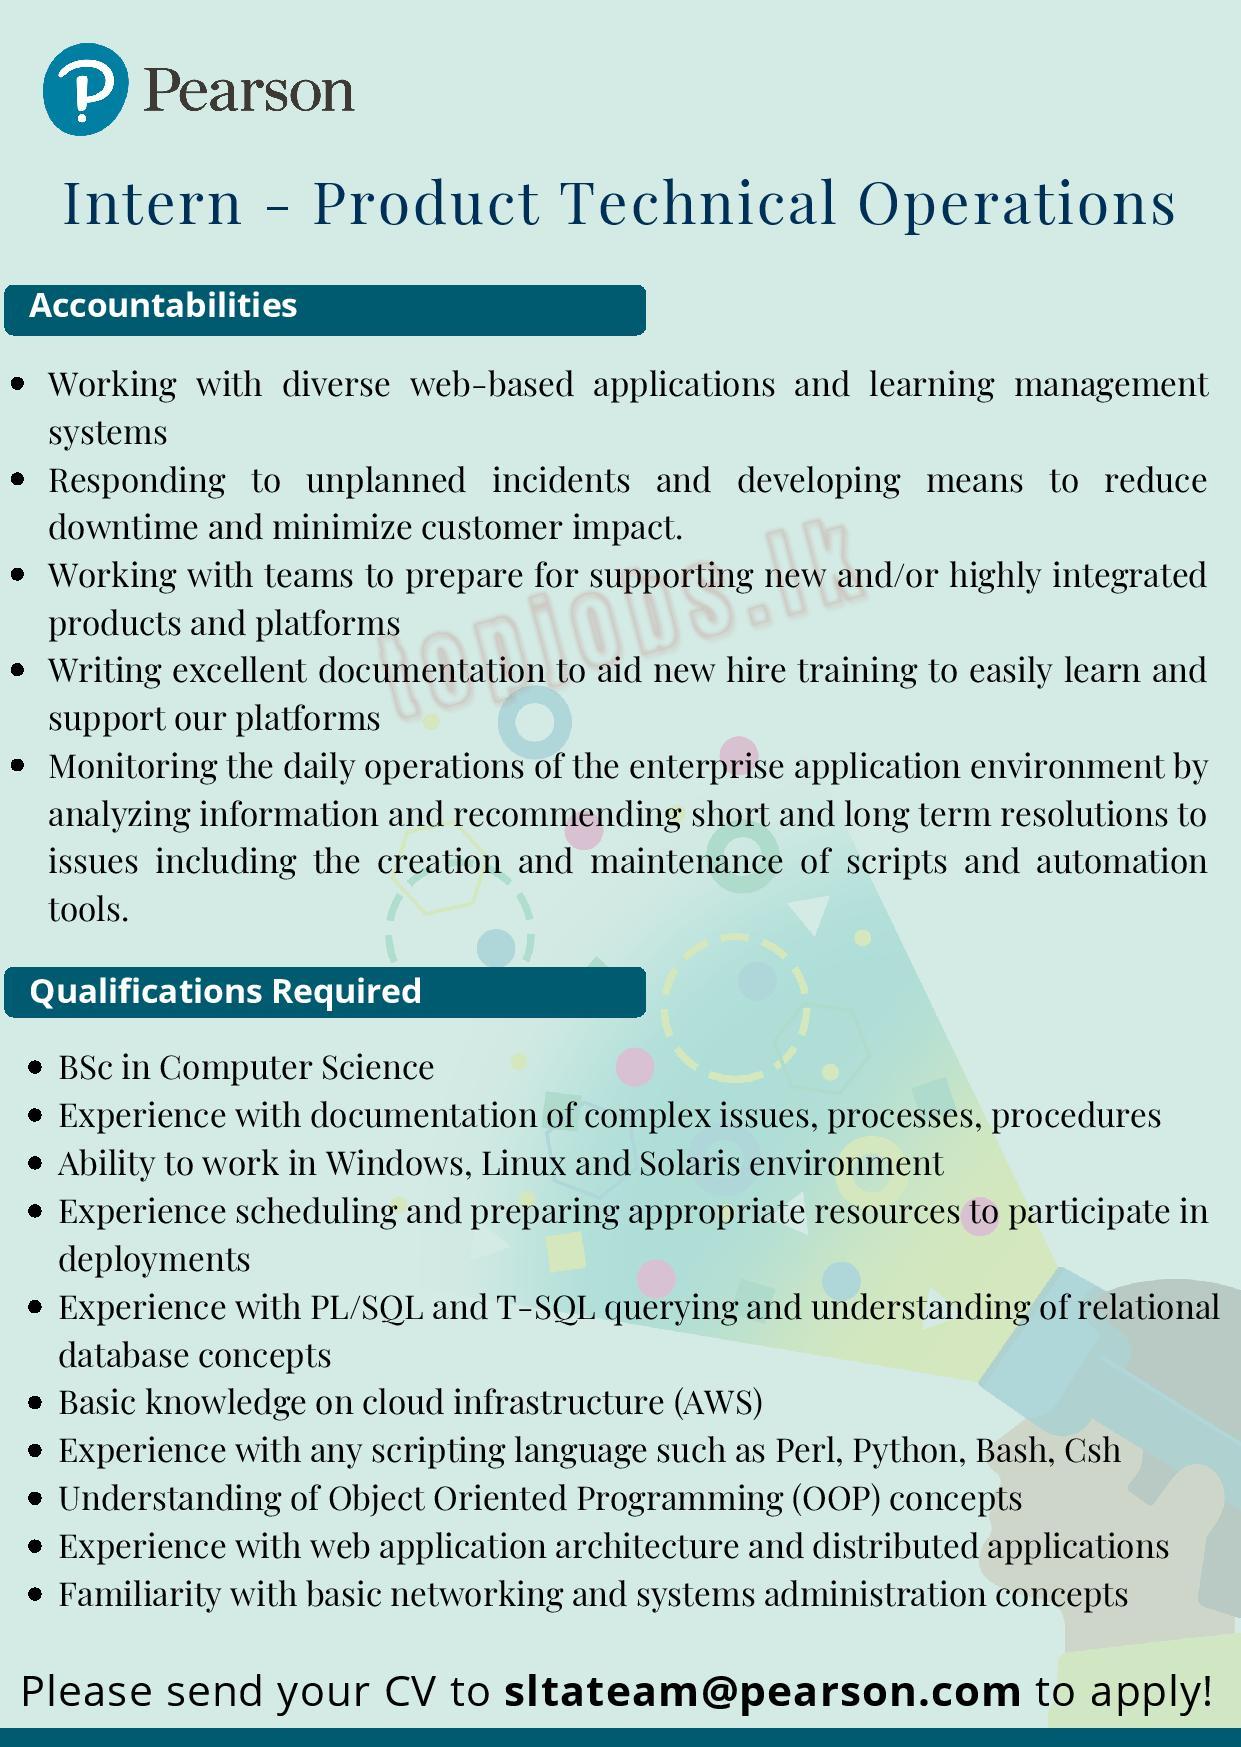 Pearson
Intern - Product Technical Operations
Accountabilities
Working with diverse web-based applications and learning management
systems
Responding to unplanned incidents and developing means to reduce
downtime and minimize customer impact.
Working with teams to prepare for supporting new and/or highly integrated
products and platforms
Writing excellent documentation to aid new hire training to easily learn and
support our platforms
Monitoring the daily operations of the enterprise application environment by
analyzing information and recommending short and long term resolutions to
issues including the creation and maintenance of scripts and automation
tools.
topjobs.lk
Qualifications Required
BSc in Computer Science
Experience with documentation of complex issues, processes, procedures
Ability to work in Windows, Linux and Solaris environment
Experience scheduling and preparing appropriate resources to participate in
deployments
Experience with PL/SQL and T-SQL querying and understanding of relational
database concepts
Basic knowledge on cloud infrastructure (AWS)
Experience with any scripting language such as Perl, Python, Bash, Csh
Understanding of Object Oriented Programming (OOP) concepts
Experience with web application architecture and distributed applications
Familiarity with basic networking and systems administration concepts
Please send your CV to sltateam@pearson.com to apply!